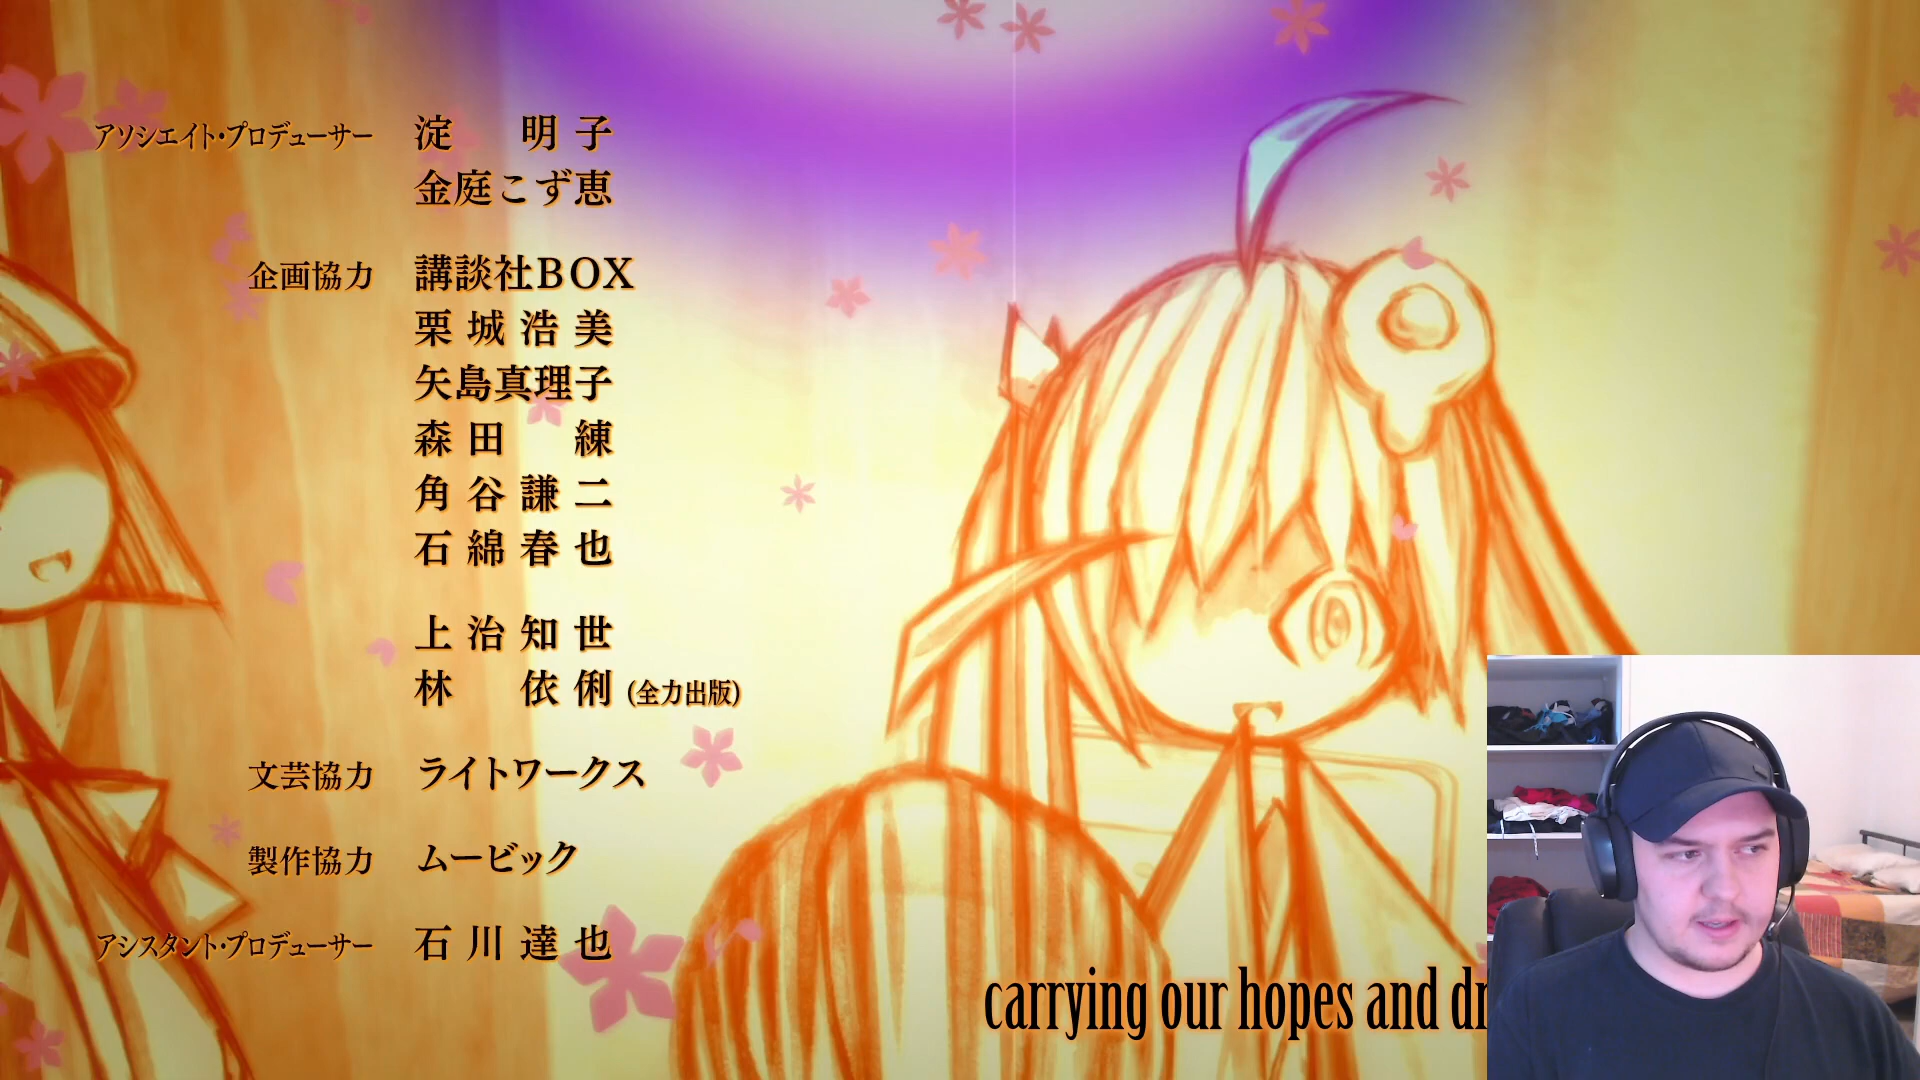 アソシエイト・プロデューサー 淀 明子
金庭こず恵
企画協力 講談社BOX
栗城浩美
矢島真理子
森田 練
角谷謙二
石綿春也
上治知世
林 依俐 (全力出版)
文芸協力 ライトワークス
製作協力 ムービック
アシスタント・プロデューサー 石川達也
carrying our hopes and